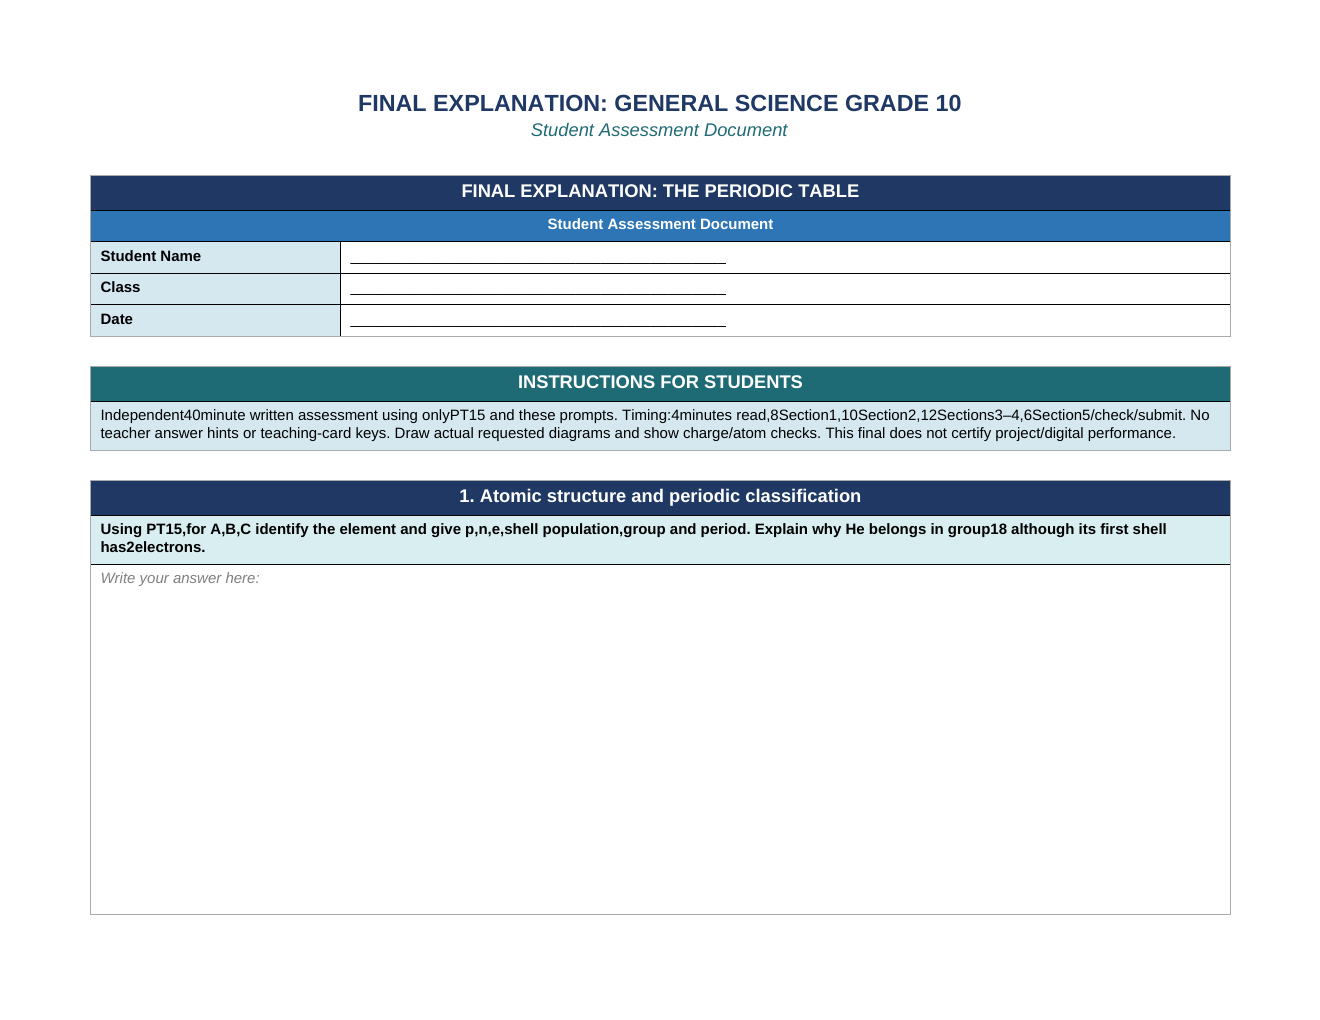 FINAL EXPLANATION: GENERAL SCIENCE GRADE 10
Student Assessment Document
FINAL EXPLANATION: THE PERIODIC TABLE
Student Assessment Document
Student Name _______________________________________________
Class _______________________________________________
Date _______________________________________________
INSTRUCTIONS FOR STUDENTS
Independent40minute written assessment using onlyPT15 and these prompts. Timing:4minutes read,8Section1,10Section2,12Sections3–4,6Section5/check/submit. No
teacher answer hints or teaching-card keys. Draw actual requested diagrams and show charge/atom checks. This final does not certify project/digital performance.
1. Atomic structure and periodic classification
Using PT15,for A,B,C identify the element and give p,n,e,shell population,group and period. Explain why He belongs in group18 although its first shell
has2electrons.
Write your answer here: